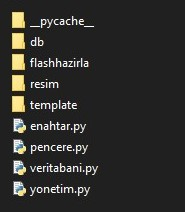 __pycache__
db
flashhazirla
resim
template
enahtar.py
pencere.py
veritabani.py
yonetim.py